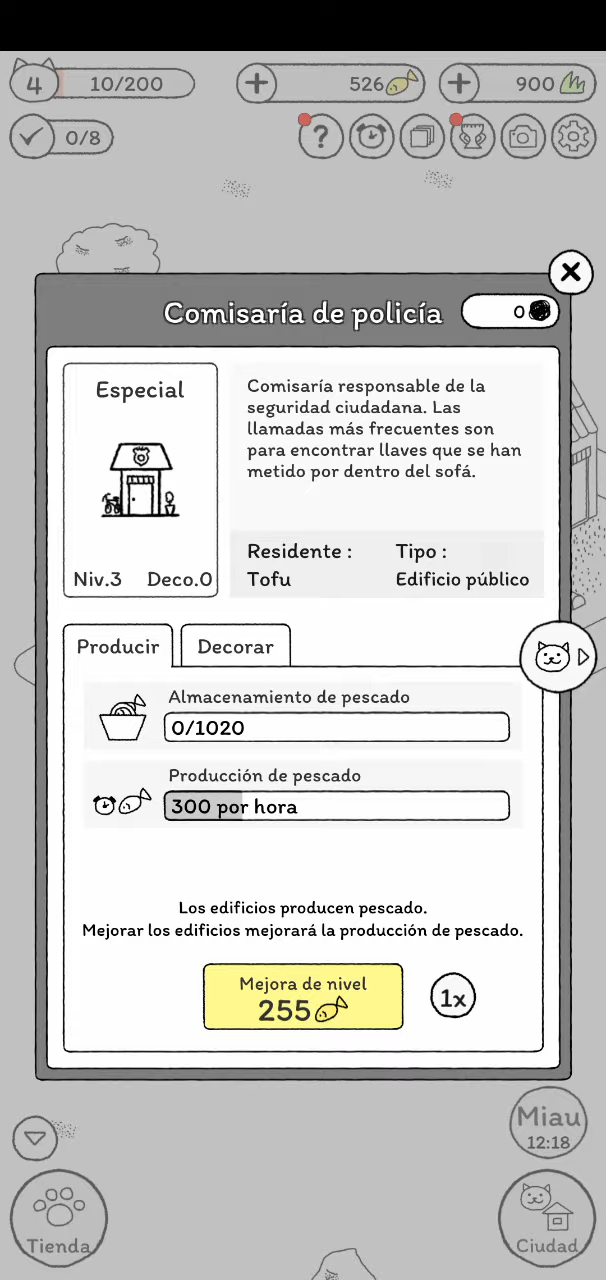 4 10/200 526 900
0/8 ?
Comisaría de policía 0
Especial
Niv.3 Deco.0
Comisaría responsable de la
seguridad ciudadana. Las
llamadas más frecuentes son
para encontrar llaves que se han
metido por dentro del sofá.
Residente : Tipo :
Tofu Edificio público
Producir Decorar
Almacenamiento de pescado
0/1020
Producción de pescado
300 por hora
Los edificios producen pescado.
Mejorar los edificios mejorará la producción de pescado.
Mejora de nivel
255 1x
Miau
12:18
Tienda Ciudad